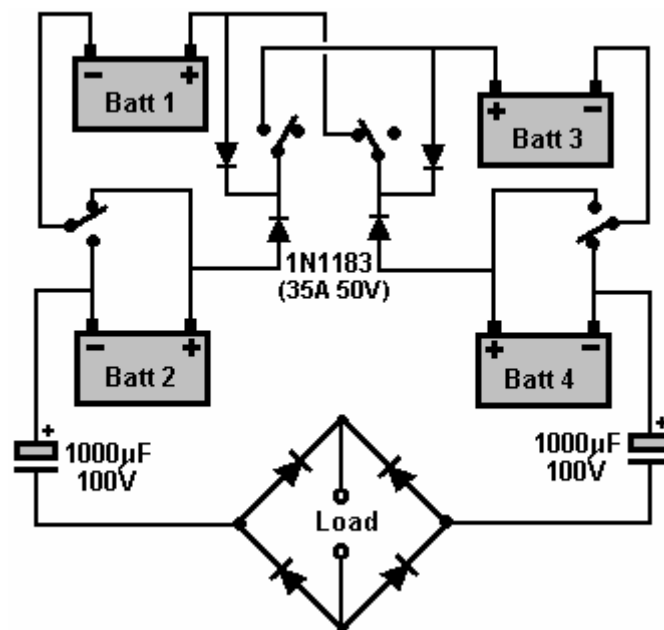 - +
Batt 1
+ -
Batt 3
1N1183
(35A 50V)
- +
Batt 2
+ -
Batt 4
+
1000µF
100V
+
1000µF
100V
Load